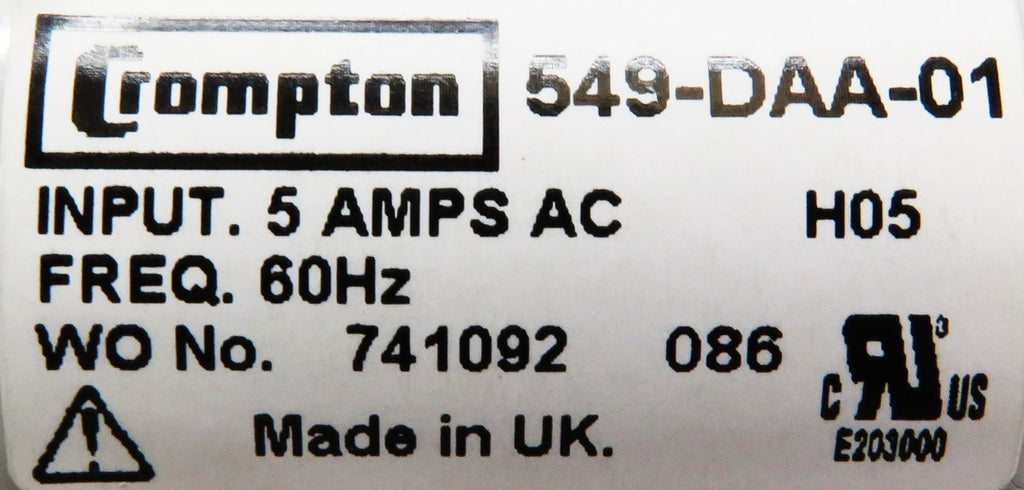 Crompton 549-DAA-01
INPUT. 5 AMPS AC H05
FREQ. 60Hz
WO No. 741092 086
C RU US
Made in UK.
E203000